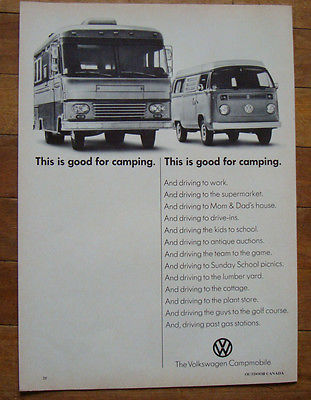 This is good for camping.
This is good for camping.
And driving to work.
And driving to the supermarket.
And driving to Mom & Dad's house.
And driving to drive-ins.
And driving the kids to school.
And driving to antique auctions.
And driving the team to the game.
And driving to Sunday School picnics.
And driving to the lumber yard.
And driving to the cottage.
And driving to the plant store.
And driving the guys to the golf course.
And, driving past gas stations.
The Volkswagen Campmobile
OUTDOOR CANADA